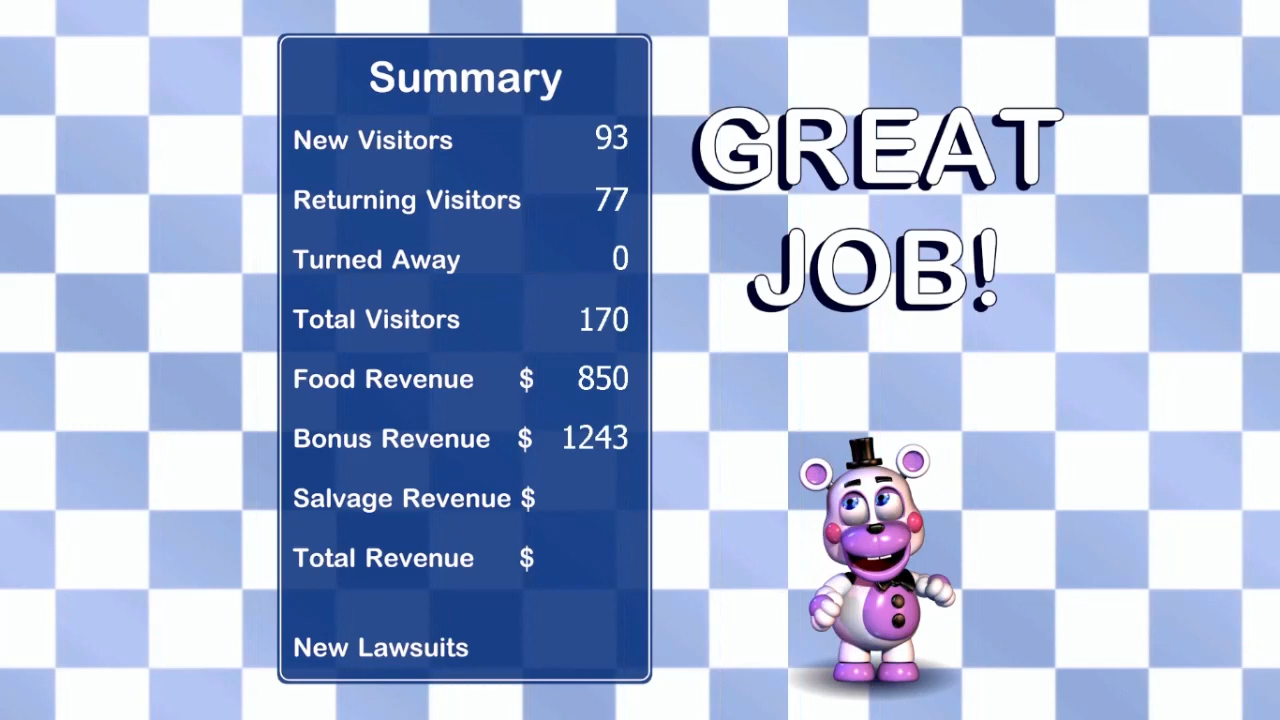 Summary
New Visitors 93
Returning Visitors 77
Turned Away 0
Total Visitors 170
Food Revenue $ 850
Bonus Revenue $ 1243
Salvage Revenue $
Total Revenue $
New Lawsuits
GREAT
JOB!